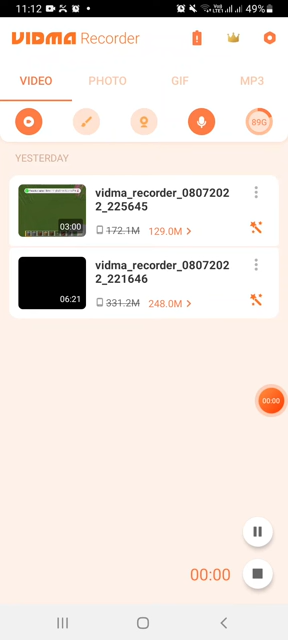 11:12
49%
VIDMA Recorder
VIDEO
PHOTO
GIF
MP3
89G
YESTERDAY
vidma_recorder_0807202
2_225645
03:00
172.1M
129.0M
vidma_recorder_0807202
2_221646
06:21
331.2M
248.0M
00:00
00:00